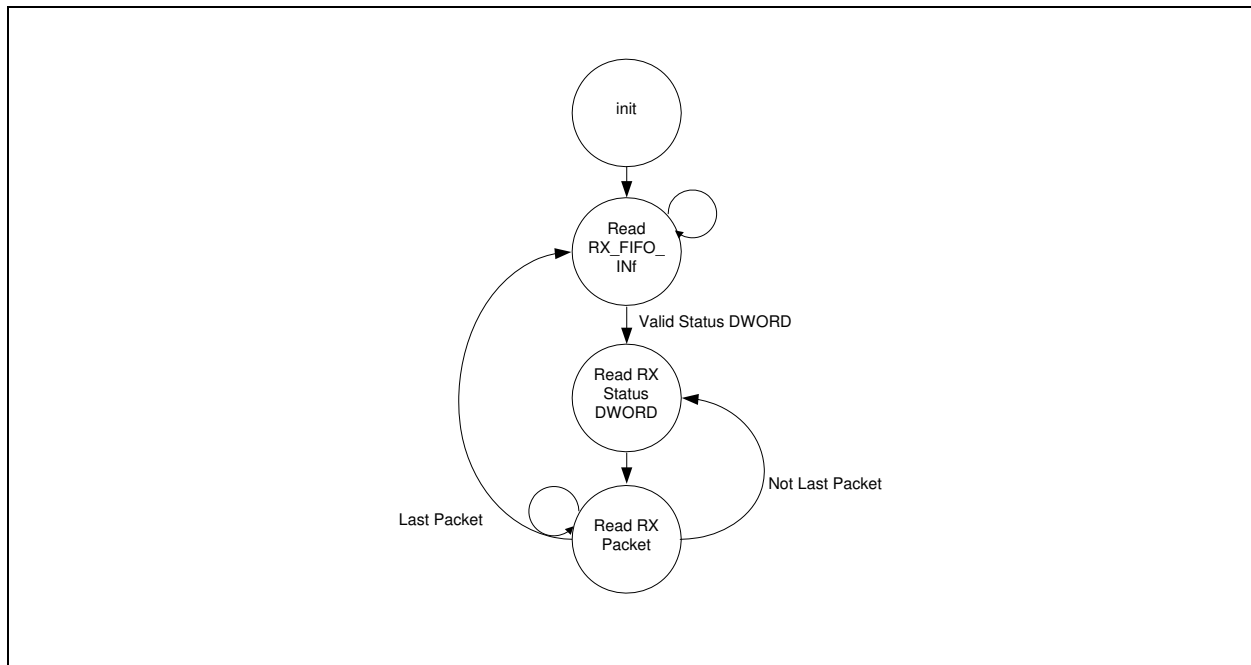 init
Read
RX_FIFO_
INf
Valid Status DWORD
Read RX
Status
DWORD
Not Last Packet
Last Packet
Read RX
Packet